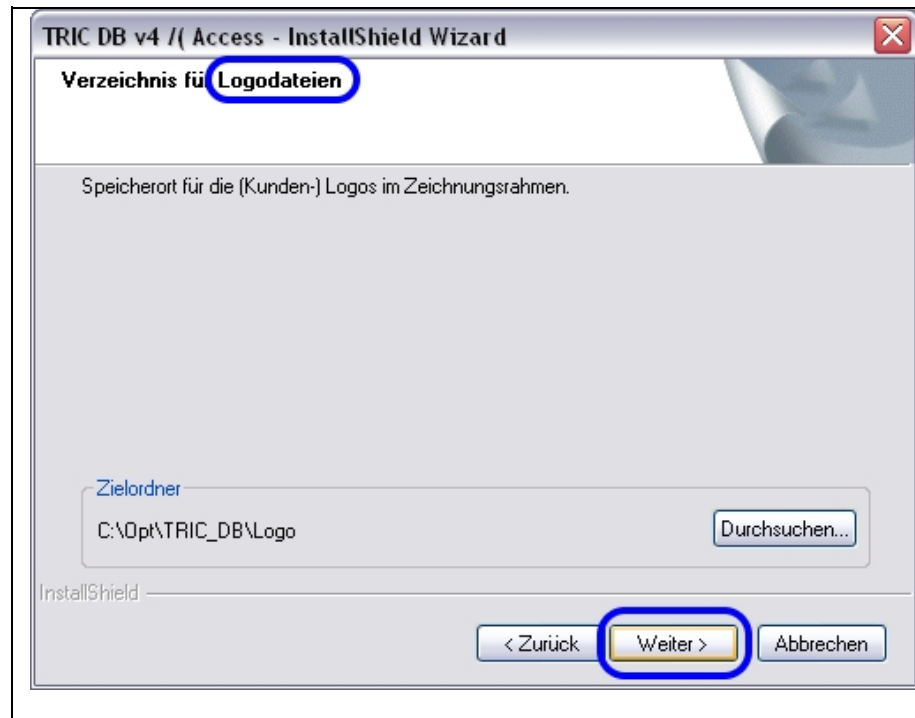 TRIC DB v4 /( Access - InstallShield Wizard
Verzeichnis fü Logodateien
Speicherort für die (Kunden-) Logos im Zeichnungsrahmen.
Zielordner
C:\Opt\TRIC_DB\Logo
Durchsuchen...
InstallShield
< Zurück Weiter > Abbrechen